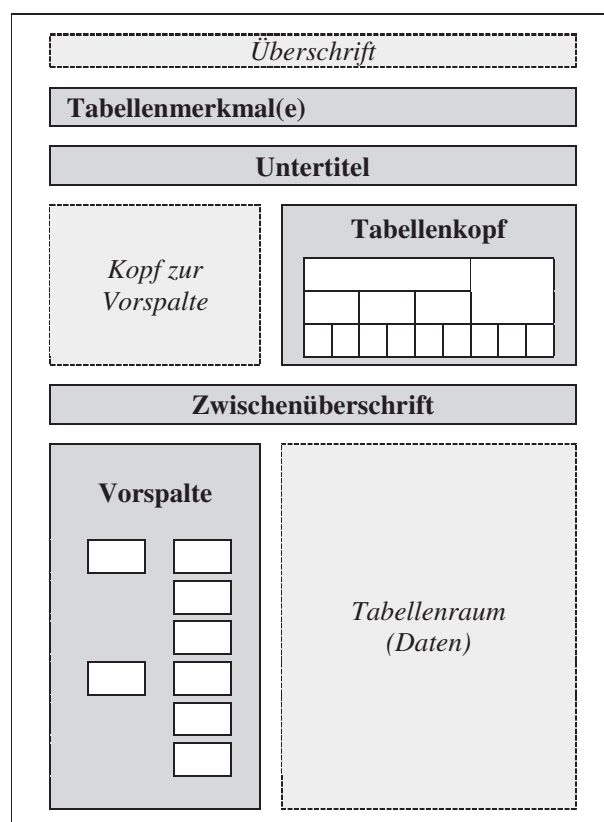 Überschrift
Tabellenmerkmal(e)
Untertitel
Kopf zur
Vorspalte
Tabellenkopf
Zwischenüberschrift
Vorspalte
Tabellenraum
(Daten)